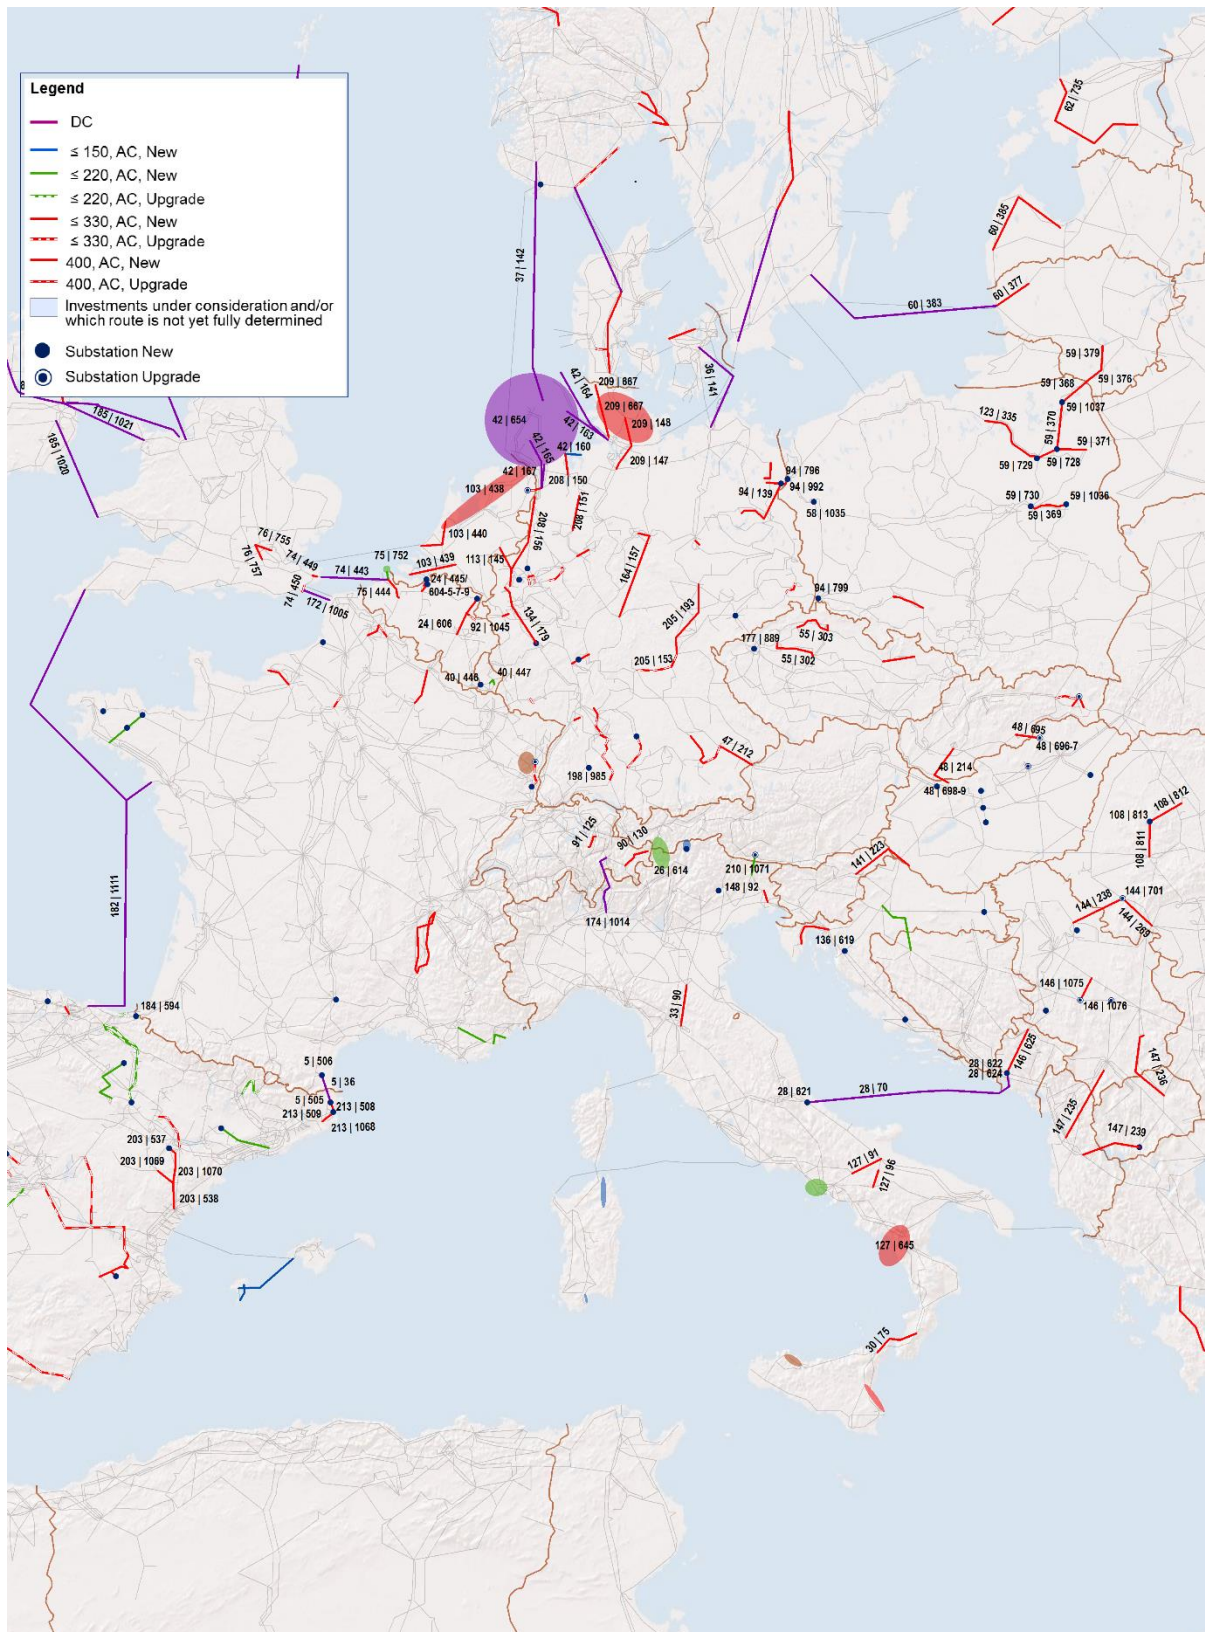 Legend
DC
≤ 150, AC, New
≤ 220, AC, New
≤ 220, AC, Upgrade
≤ 330, AC, New
≤ 330, AC, Upgrade
400, AC, New
400, AC, Upgrade
Investments under consideration and/or
which route is not yet fully determined
Substation New
Substation Upgrade
62 | 735
60 | 385
60 | 377
60 | 383
37 | 142
36 | 141
42 | 164
42 | 654
42 | 163
42 | 165
42 | 160
42 | 167
209 | 867
209 | 667
209 | 148
209 | 147
208 | 150
208 | 151
208 | 156
59 | 379
59 | 368
59 | 376
59 | 1037
59 | 370
59 | 371
123 | 335
59 | 729
59 | 728
59 | 730
59 | 369
59 | 1036
94 | 796
94 | 992
94 | 139
58 | 1035
94 | 799
185 | 1021
185 | 1020
103 | 438
103 | 440
103 | 439
113 | 145
76 | 755
76 | 757
74 | 449
74 | 443
74 | 450
172 | 1005
75 | 752
75 | 444
24 | 445/
604-5-7-9
24 | 606
92 | 1045
134 | 179
164 | 157
205 | 193
205 | 153
177 | 889
55 | 303
55 | 302
40 | 446
40 | 447
47 | 212
198 | 985
48 | 695
48 | 696-7
48 | 214
48 | 698-9
108 | 812
108 | 813
108 | 811
91 | 125
90 | 130
26 | 614
210 | 1071
148 | 92
141 | 223
174 | 1014
136 | 619
144 | 238
144 | 701
144 | 269
146 | 1075
146 | 1076
146 | 625
147 | 236
147 | 235
147 | 239
182 | 1111
184 | 594
33 | 90
28 | 622
28 | 624
28 | 621
28 | 70
5 | 506
5 | 36
5 | 505
213 | 508
213 | 509
213 | 1068
203 | 537
203 | 1069
203 | 1070
203 | 538
127 | 91
127 | 96
127 | 645
30 | 75